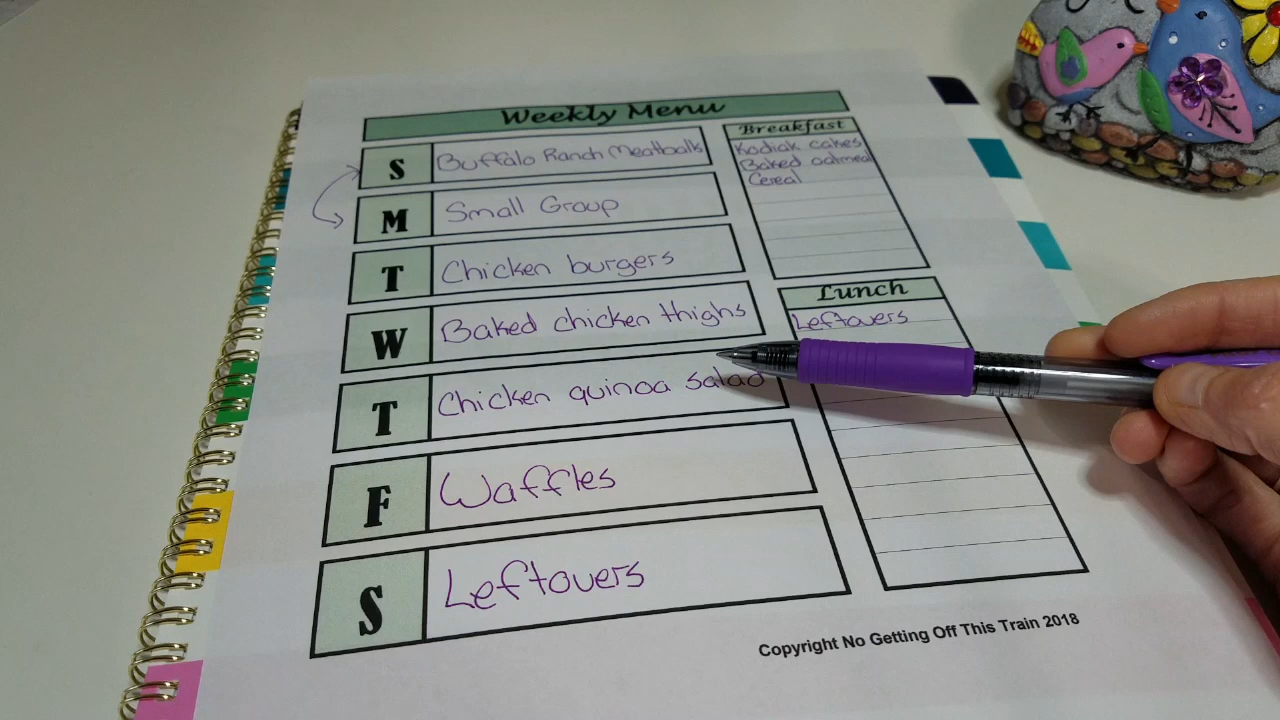 Weekly Menu
S Buffalo Ranch Meatballs
M Small Group
T Chicken burgers
W Baked chicken thighs
T Chicken quinoa salad
F Waffles
S Leftovers
Breakfast
Kodiak cakes
Baked oatmeal
Cereal
Lunch
Leftovers
Copyright No Getting Off This Train 2018